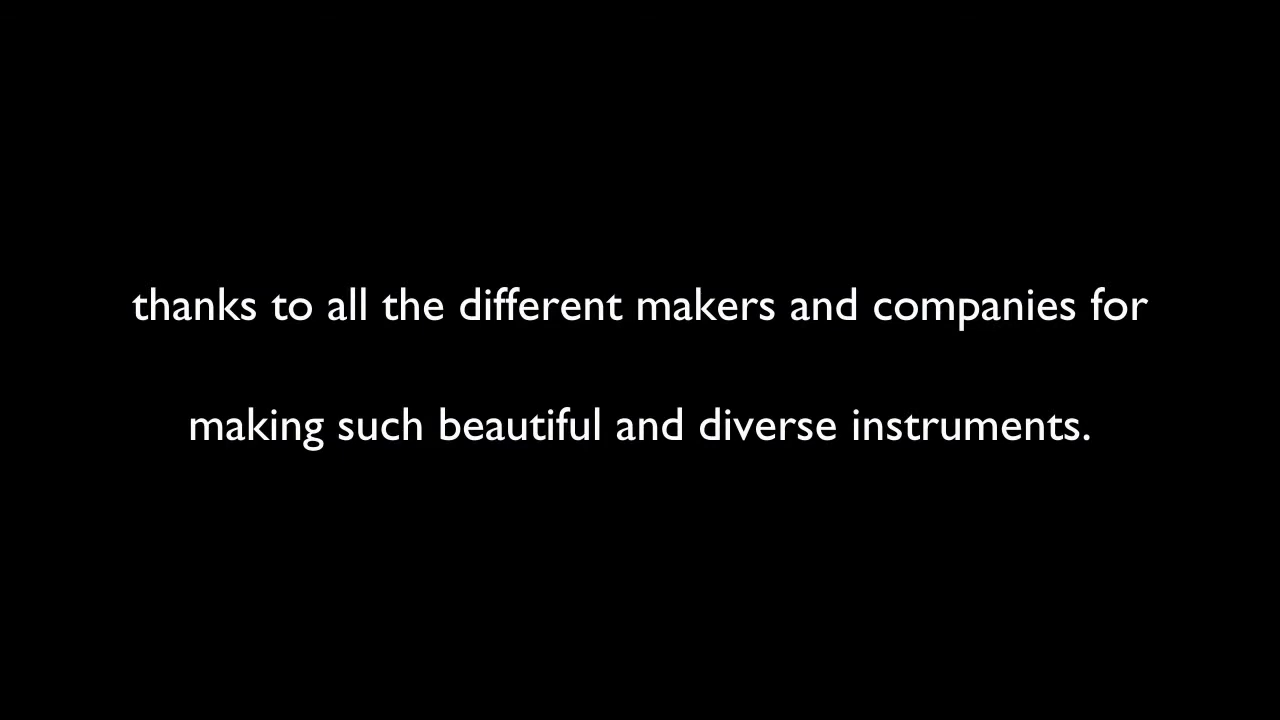 thanks to all the different makers and companies for
making such beautiful and diverse instruments.